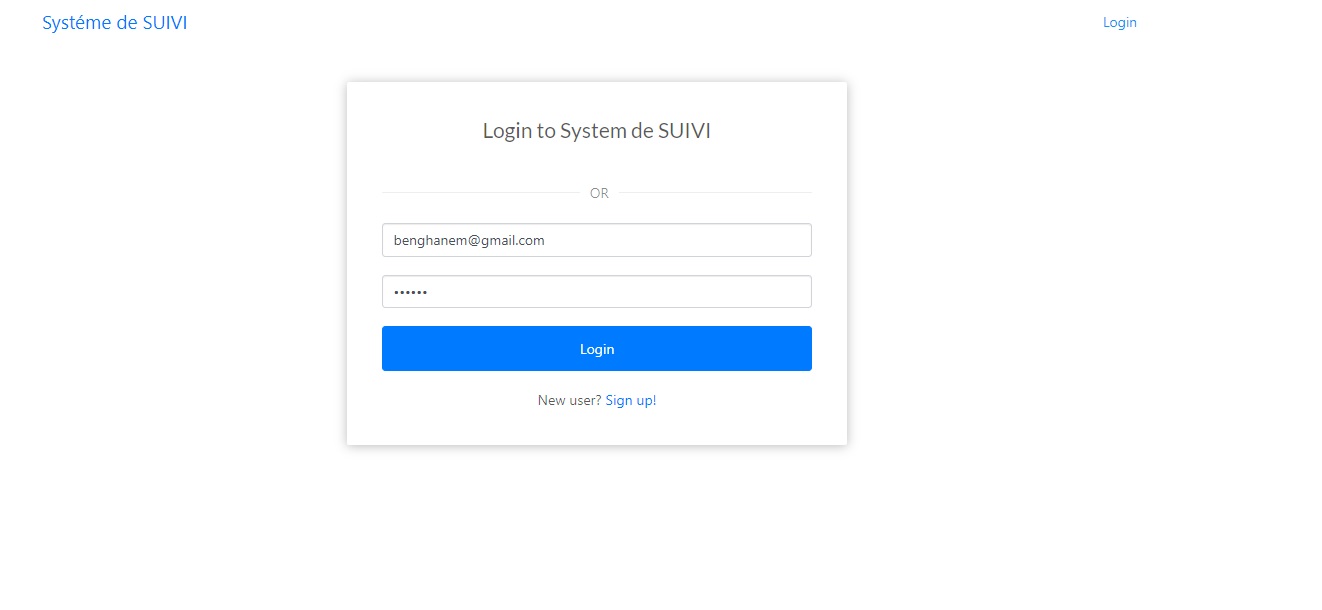 Systéme de SUIVI
Login
Login to System de SUIVI
OR
benghanem@gmail.com
••••••
Login
New user? Sign up!